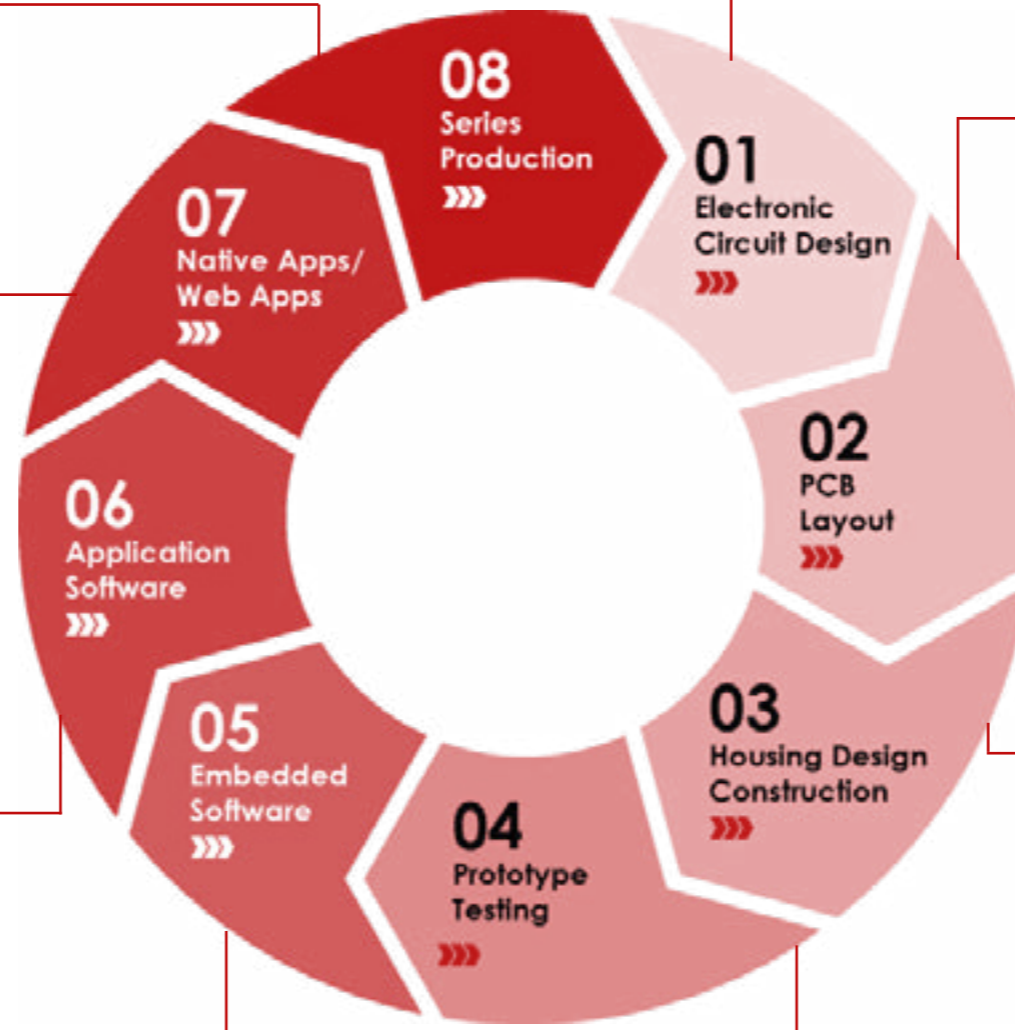 08
Series
Production
01
Electronic
Circuit Design
02
PCB
Layout
03
Housing Design
Construction
04
Prototype
Testing
05
Embedded
Software
06
Application
Software
07
Native Apps/
Web Apps